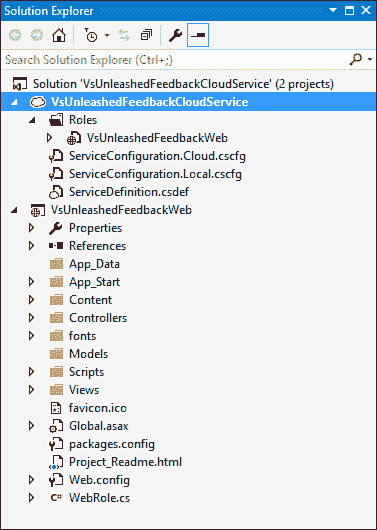 Solution Explorer
Search Solution Explorer (Ctrl+;)
Solution 'VsUnleashedFeedbackCloudService' (2 projects)
VsUnleashedFeedbackCloudService
Roles
VsUnleashedFeedbackWeb
ServiceConfiguration.Cloud.cscfg
ServiceConfiguration.Local.cscfg
ServiceDefinition.csdef
VsUnleashedFeedbackWeb
Properties
References
App_Data
App_Start
Content
Controllers
fonts
Models
Scripts
Views
favicon.ico
Global.asax
packages.config
Project_Readme.html
Web.config
C# WebRole.cs